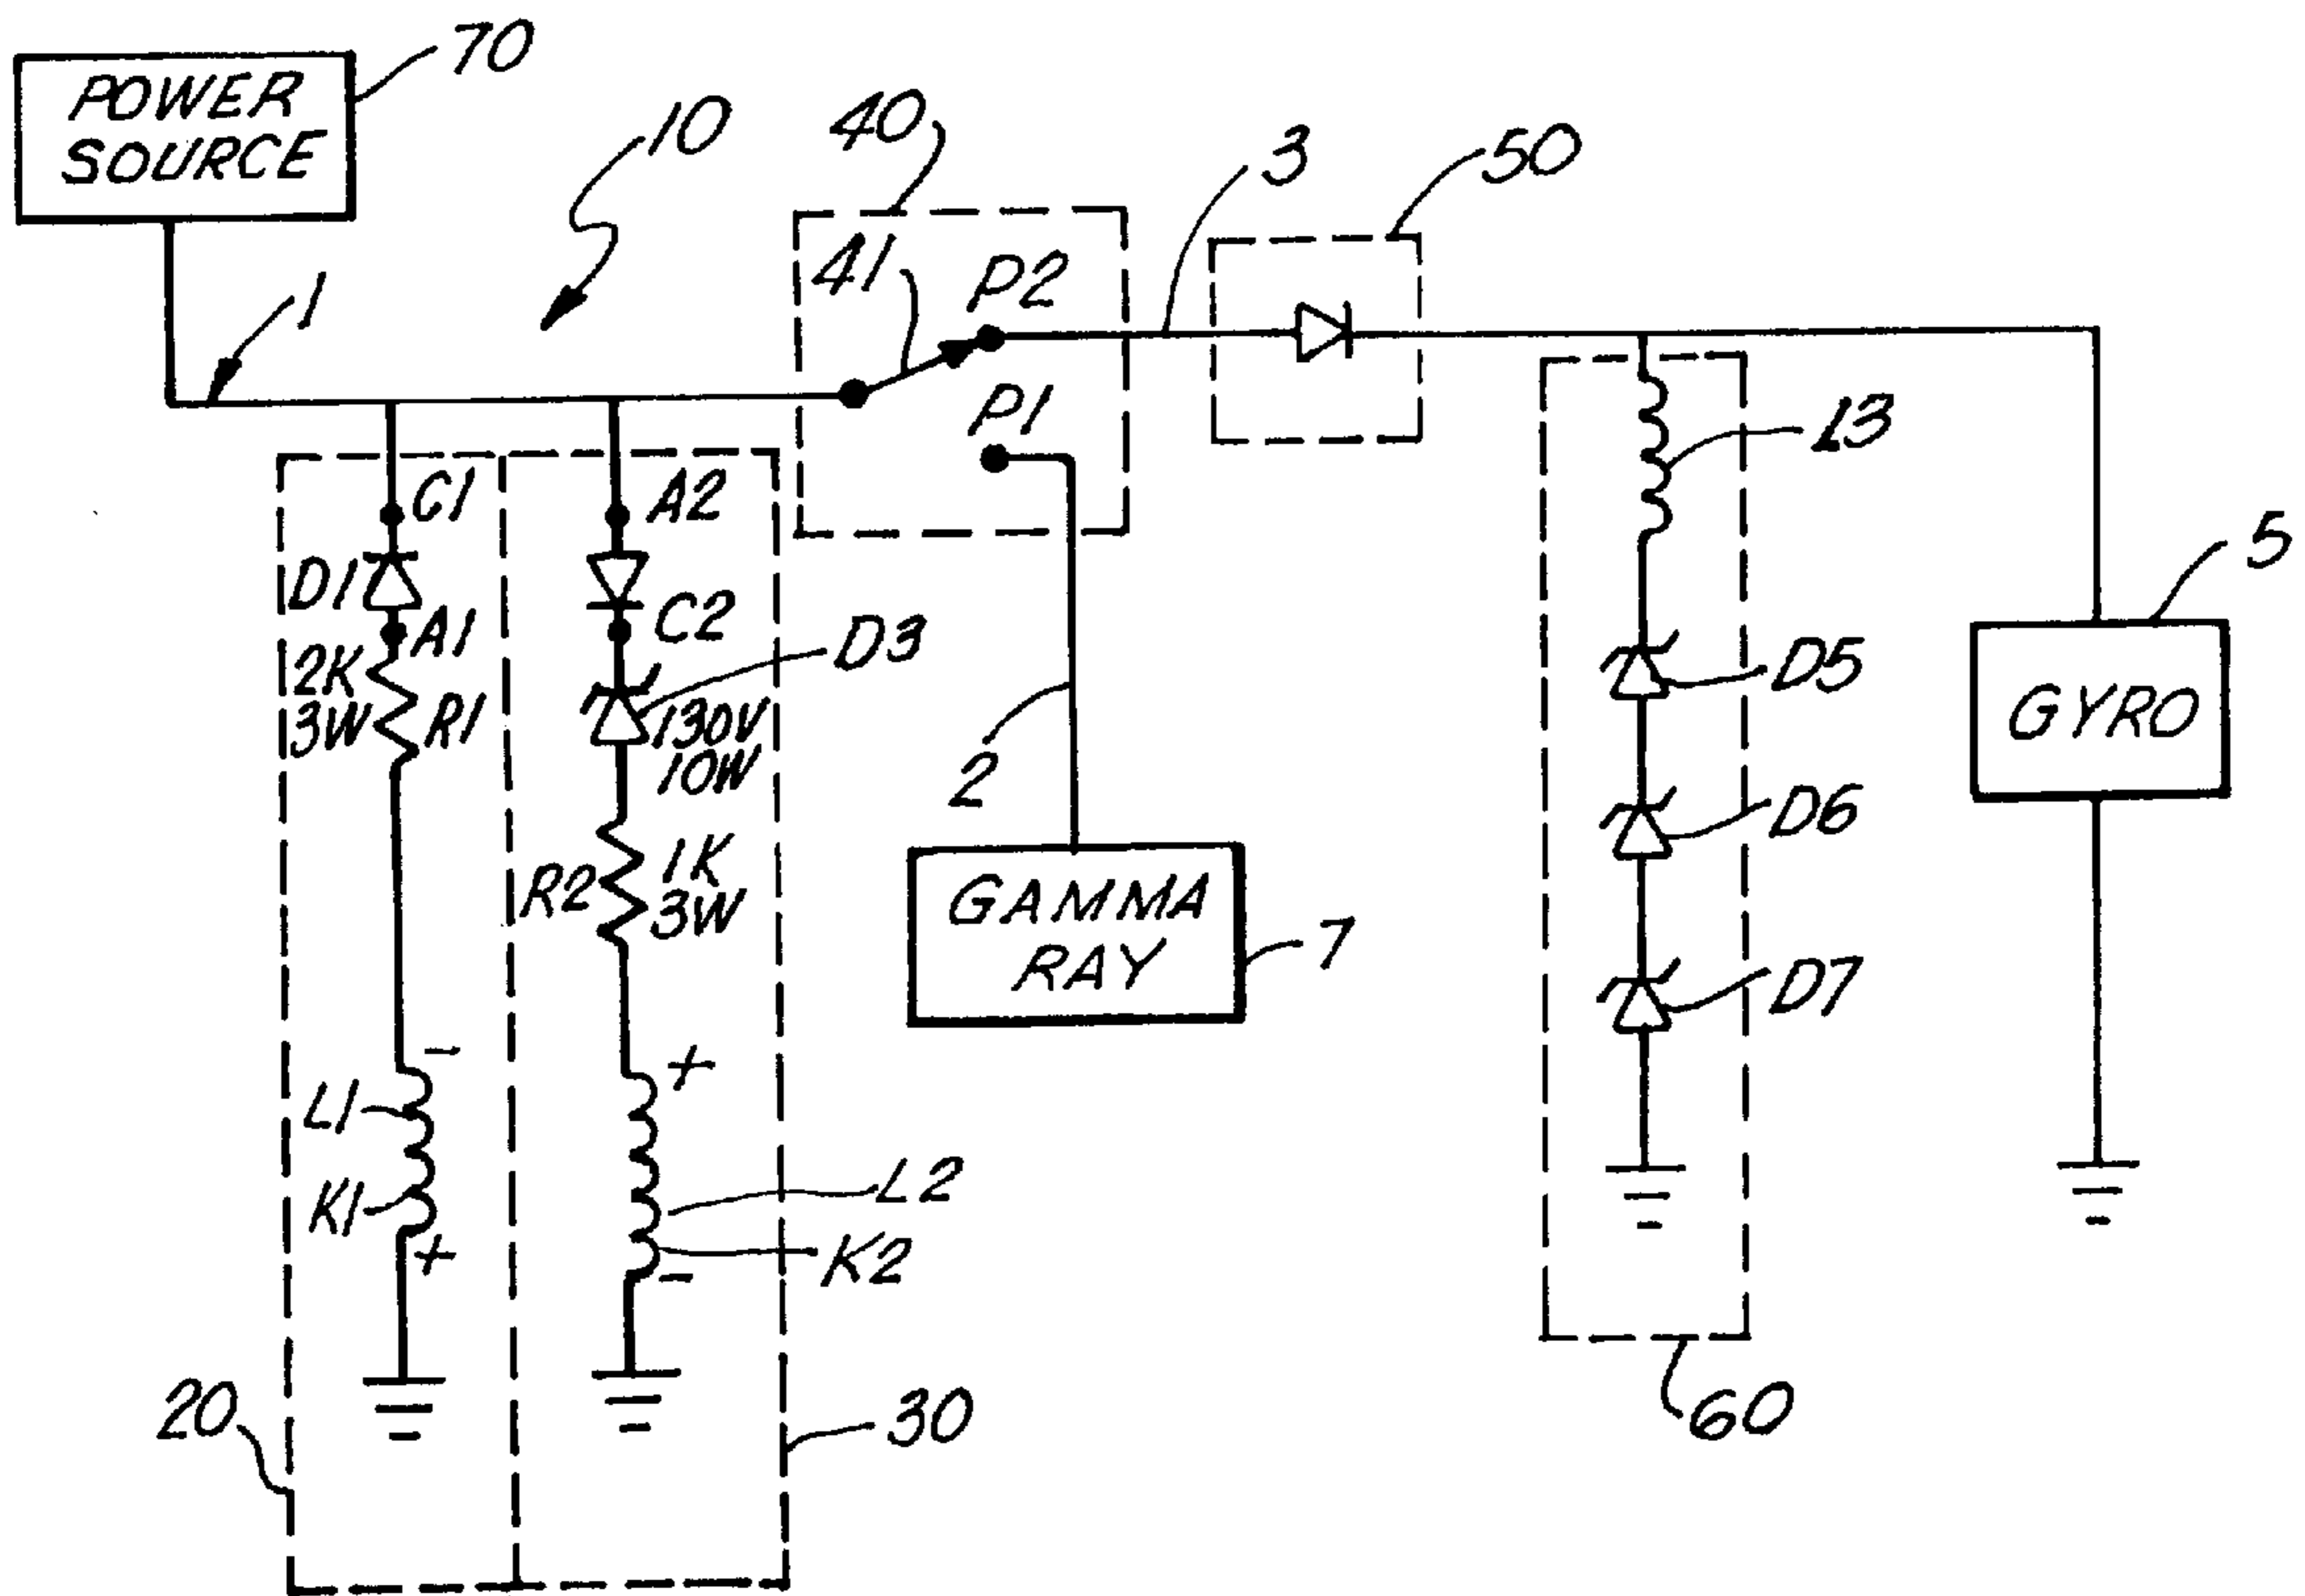 POWER
SOURCE
70
10
40
3
50
1
41
P2
P1
L3
C1
A2
D1
A1
C2
D3
2K
3W
R1
130V
10W
2
D5
5
GYRO
D6
R2
1K
3W
GAMMA
RAY
7
D7
-
+
L1
K1
+
L2
K2
-
20
30
60